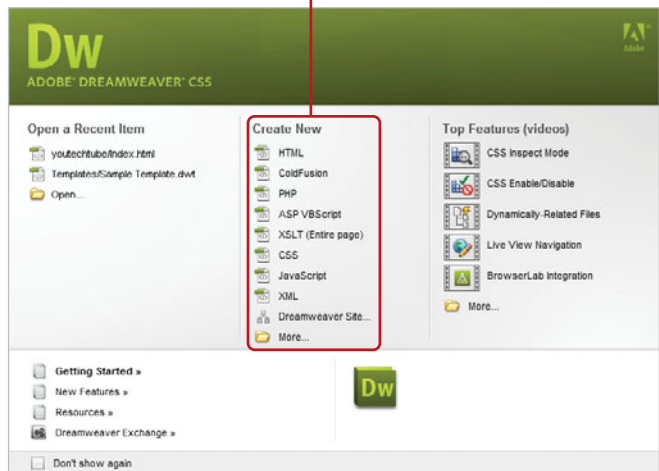 Dw
Adobe
ADOBE® DREAMWEAVER® CS5
Open a Recent Item
youtechtube/index.html
Templates/Sample Template.dwt
Open...
Create New
HTML
ColdFusion
PHP
ASP VBScript
XSLT (Entire page)
CSS
JavaScript
XML
Dreamweaver Site...
More...
Top Features (videos)
CSS Inspect Mode
CSS Enable/Disable
Dynamically-Related Files
Live View Navigation
BrowserLab Integration
More...
Getting Started »
New Features »
Resources »
Dreamweaver Exchange »
Dw
Don't show again